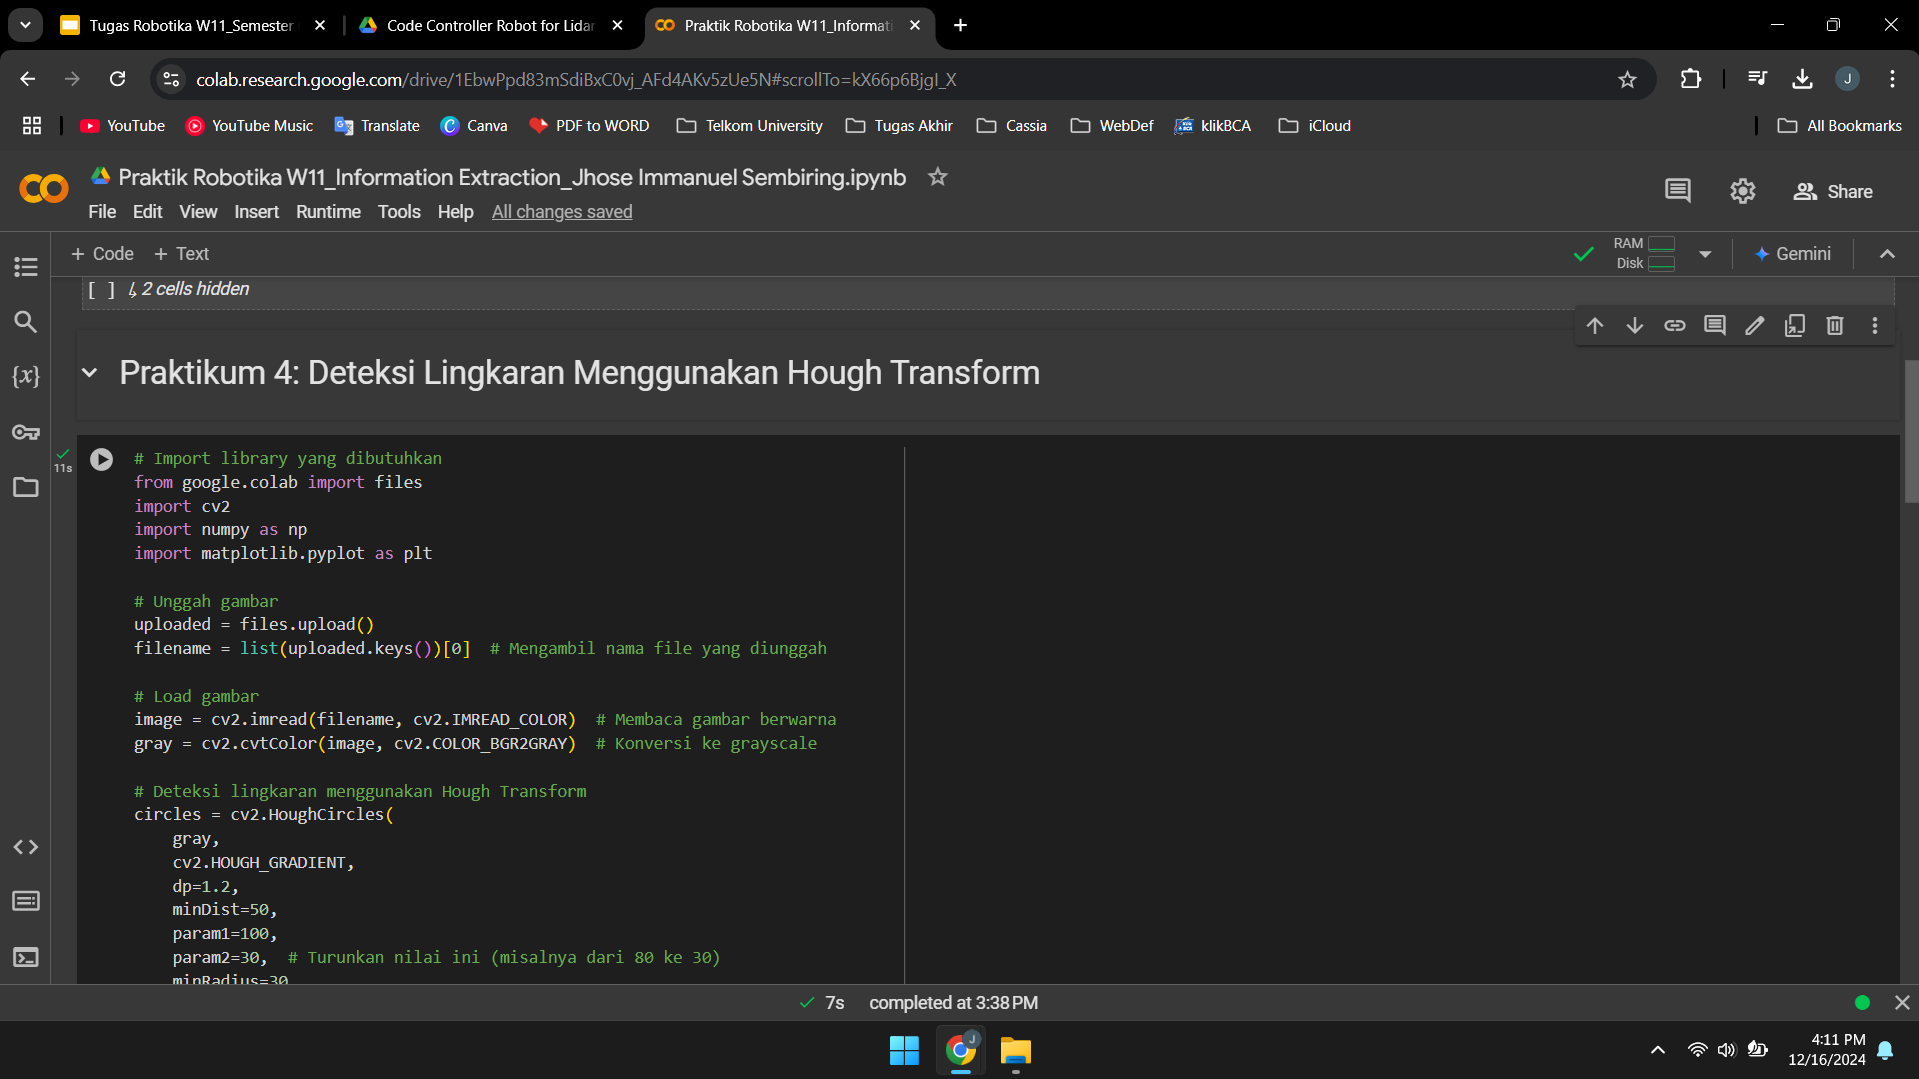 Tugas Robotika W11_Semester
Code Controller Robot for Lidar
Praktik Robotika W11_Informati
colab.research.google.com/drive/1EbwPpd83mSdiBxC0vj_AFd4AKv5zUe5N#scrollTo=kX66p6BjgI_X
J
YouTube
YouTube Music
Translate
Canva
PDF to WORD
Telkom University
Tugas Akhir
Cassia
WebDef
klikBCA
iCloud
All Bookmarks
Praktik Robotika W11_Information Extraction_Jhose Immanuel Sembiring.ipynb
File Edit View Insert Runtime Tools Help All changes saved
Share
+ Code + Text
RAM
Disk
Gemini
[ ] ↳ 2 cells hidden
Praktikum 4: Deteksi Lingkaran Menggunakan Hough Transform
11s
# Import library yang dibutuhkan
from google.colab import files
import cv2
import numpy as np
import matplotlib.pyplot as plt
# Unggah gambar
uploaded = files.upload()
filename = list(uploaded.keys())[0]  # Mengambil nama file yang diunggah
# Load gambar
image = cv2.imread(filename, cv2.IMREAD_COLOR)  # Membaca gambar berwarna
gray = cv2.cvtColor(image, cv2.COLOR_BGR2GRAY)  # Konversi ke grayscale
# Deteksi lingkaran menggunakan Hough Transform
circles = cv2.HoughCircles(
gray,
cv2.HOUGH_GRADIENT,
dp=1.2,
minDist=50,
param1=100,
param2=30,  # Turunkan nilai ini (misalnya dari 80 ke 30)
minRadius=30
7s completed at 3:38 PM
J
4:11 PM
12/16/2024